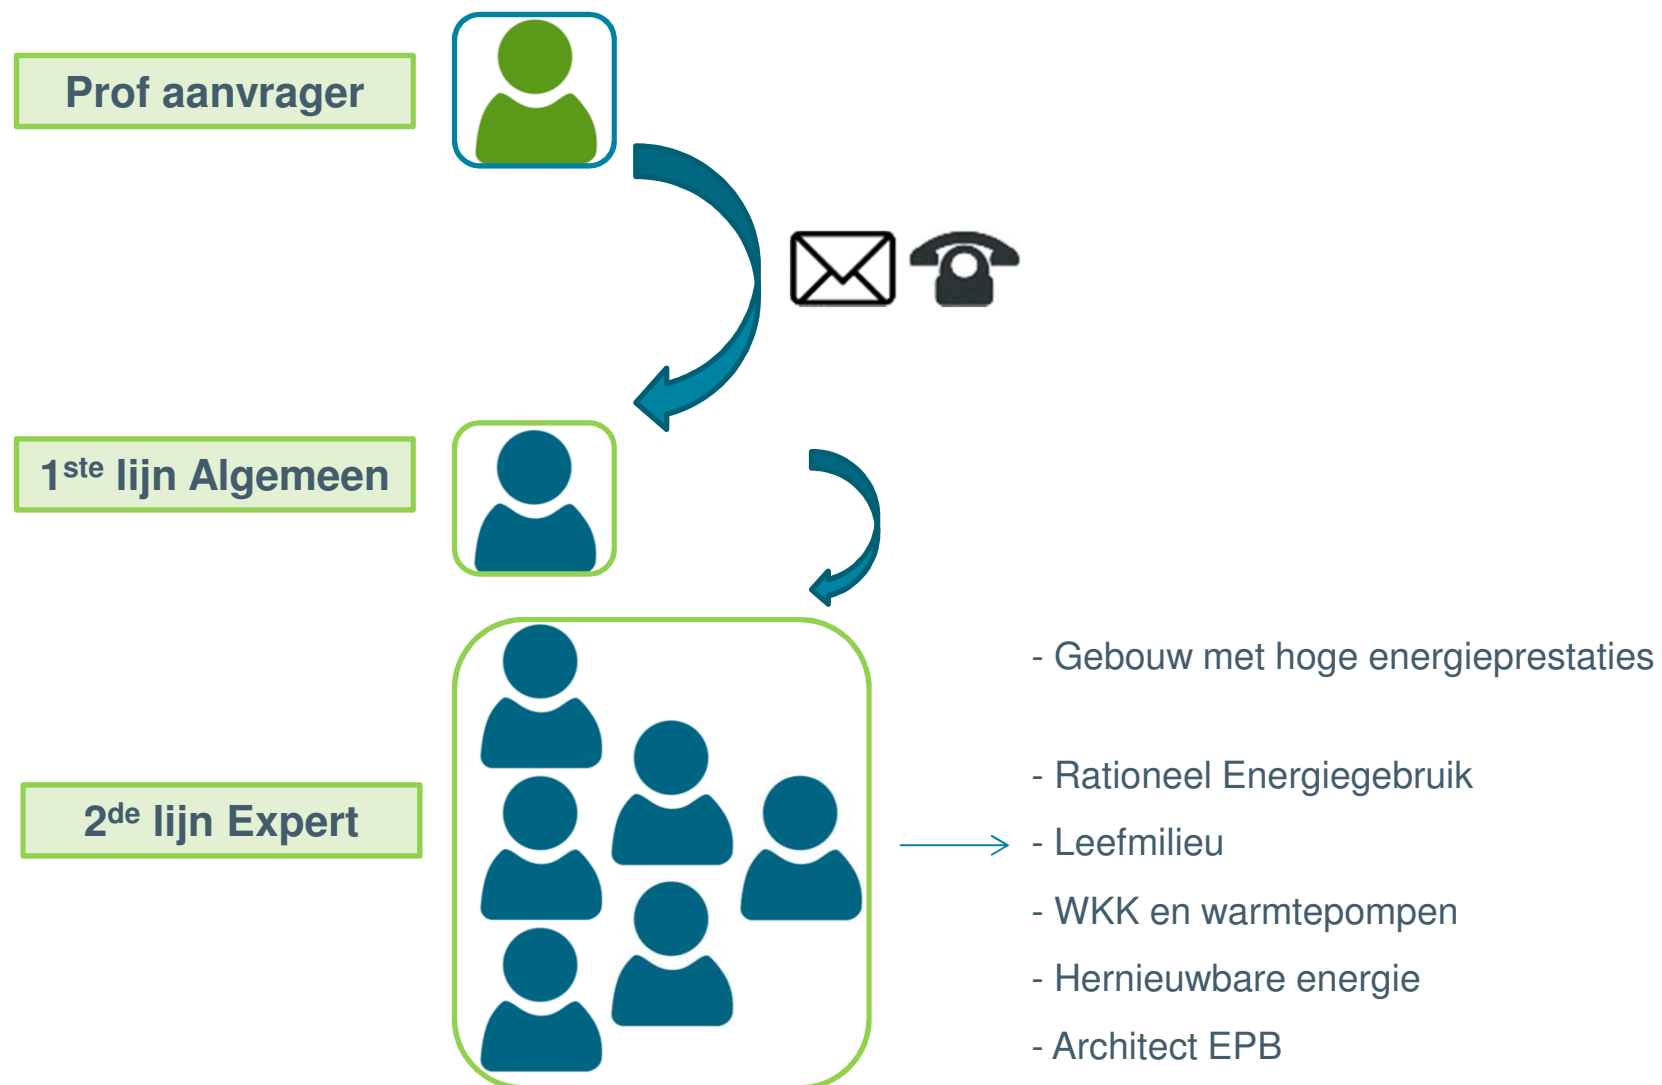 Prof aanvrager
1ste lijn Algemeen
2de lijn Expert
- Gebouw met hoge energieprestaties
- Rationeel Energiegebruik
- Leefmilieu
- WKK en warmtepompen
- Hernieuwbare energie
- Architect EPB